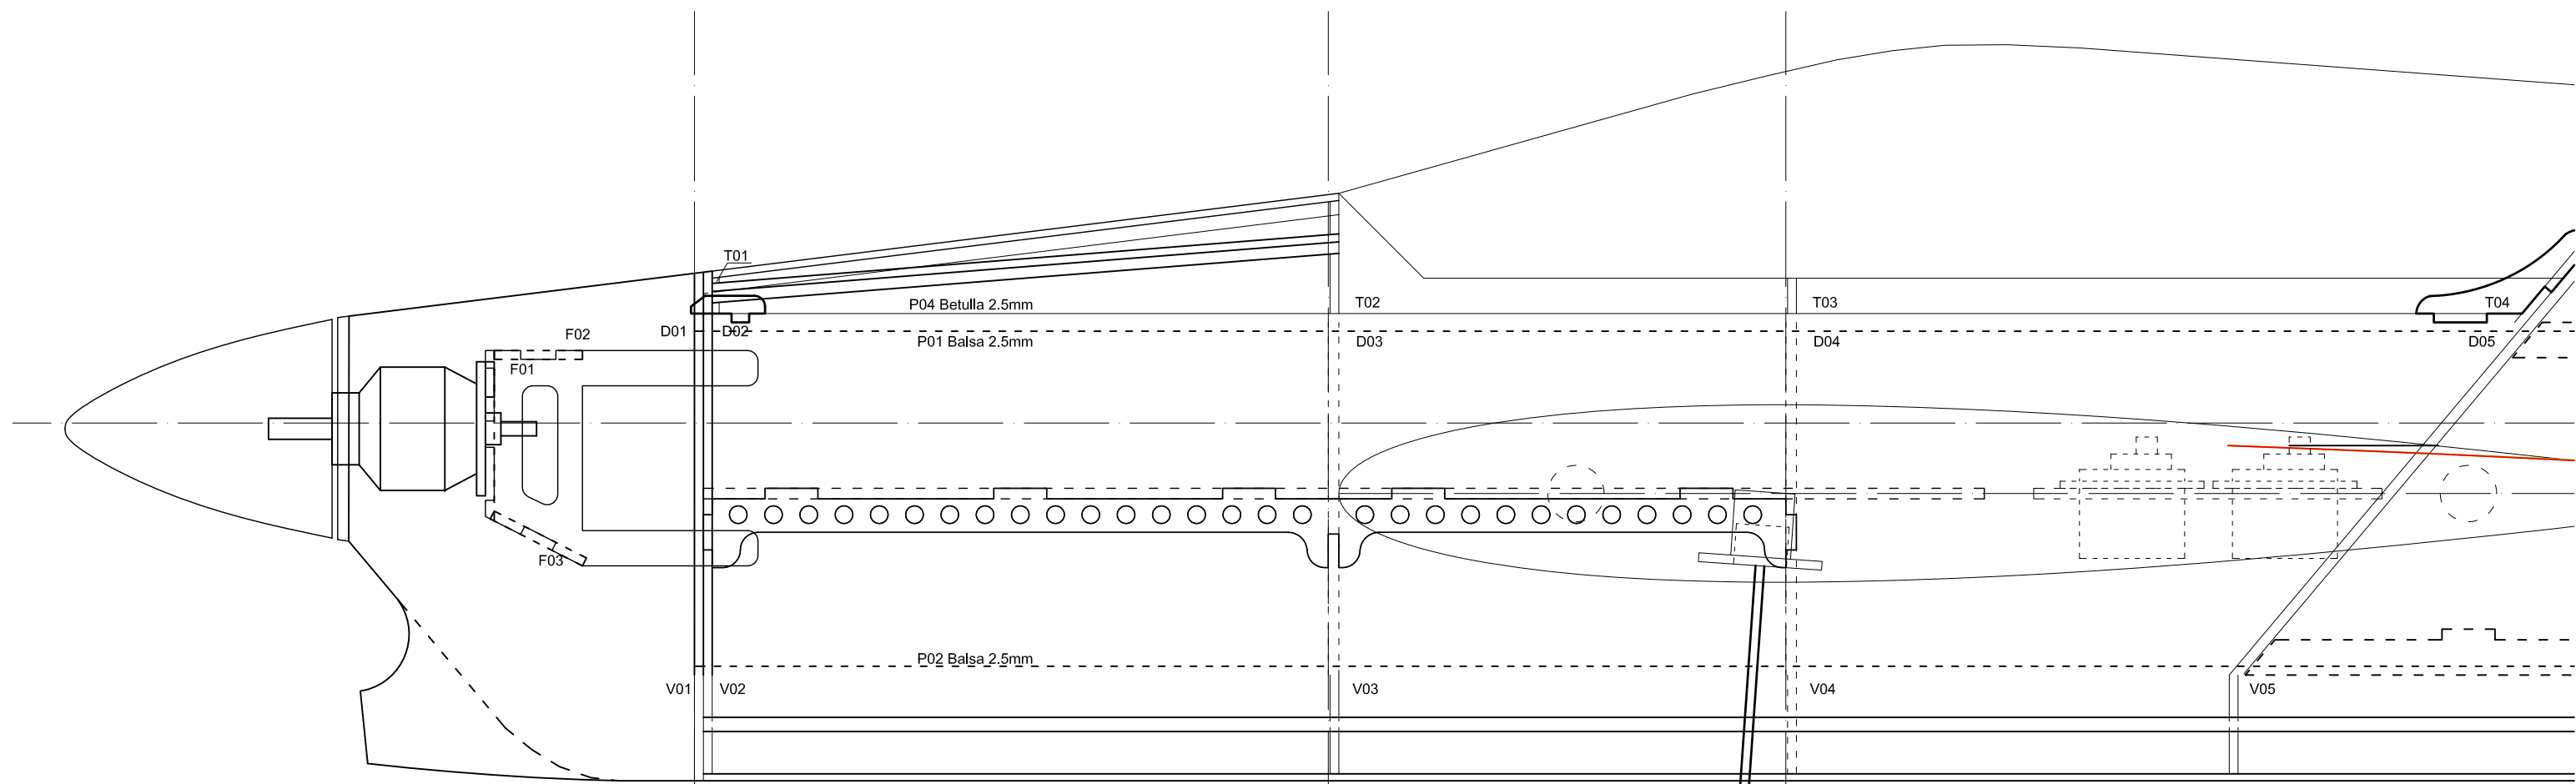 T01
P04 Betulla 2.5mm
T02
T03
T04
F02
D01
D02
P01 Balsa 2.5mm
D03
D04
D05
F01
F03
P02 Balsa 2.5mm
V01
V02
V03
V04
V05